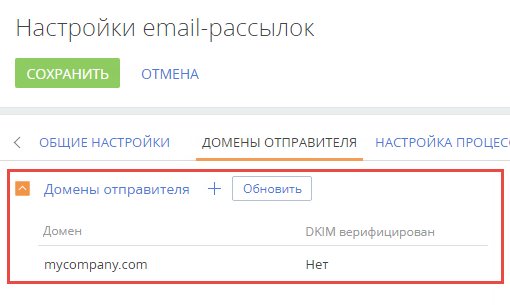 Настройки email-рассылок
СОХРАНИТЬ ОТМЕНА
ОБЩИЕ НАСТРОЙКИ ДОМЕНЫ ОТПРАВИТЕЛЯ НАСТРОЙКА ПРОЦЕС
Домены отправителя + Обновить
Домен DKIM верифицирован
mycompany.com Нет